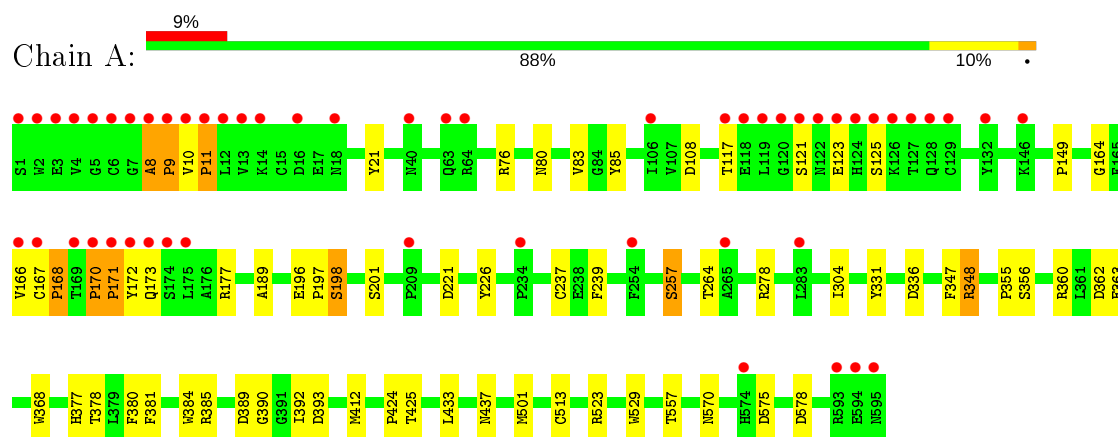 9%
Chain A:
88% 10% •
S1 W2 E3 V4 G5 C6 G7 A8 P9 V10 P11 L12 V13 K14 C15 D16 E17 N18 Y21 N40 Q63 R64 R76 N80 V83 G84 Y85 I106 V107 D108 T117 E118 L119 G120 S121 N122 E123 H124 S125 K126 T127 Q128 C129 Y132 K146 P149 G164 F165
V166 C167 P168 T169 P170 P171 Y172 Q173 S174 L175 A176 R177 A189 E196 P197 S198 S201 P209 D221 Y226 P234 C237 E238 F239 F254 S257 T264 A265 R278 L283 I304 Y331 D336 F347 R348 P355 S356 R360 L361 D362
W368 H377 T378 L379 F380 F381 W384 R385 D389 G390 G391 I392 D393 M412 P424 T425 L433 N437 M501 C513 R523 W529 T557 N570 H574 D575 D578 R593 E594 N595